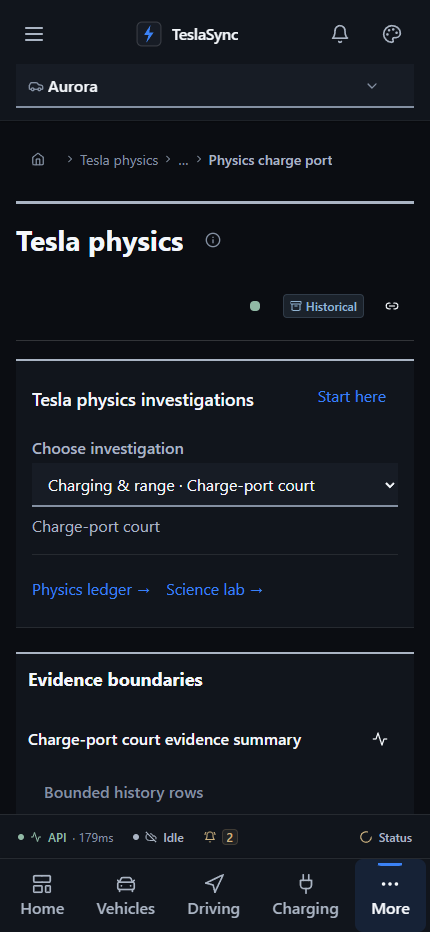 TeslaSync
Aurora
Tesla physics
...
Physics charge port
Tesla physics
Historical
Tesla physics investigations
Start here
Choose investigation
Charging & range · Charge-port court
Charge-port court
Physics ledger →
Science lab →
Evidence boundaries
Charge-port court evidence summary
Bounded history rows
API · 179ms
Idle
2
Status
Home
Vehicles
Driving
Charging
More